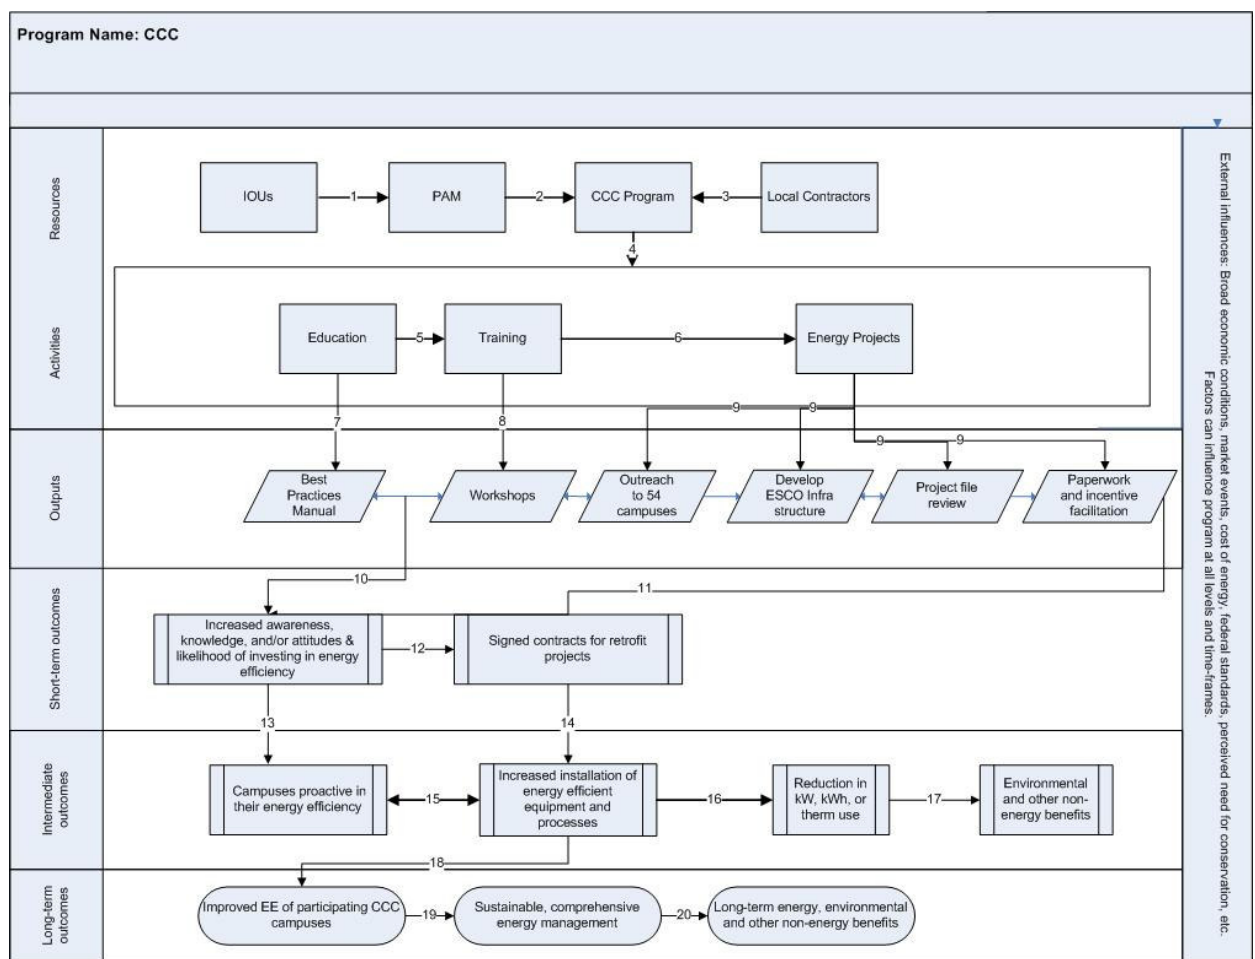 Program Name: CCC
Resources
IOUs
1
PAM
2
CCC Program
3
Local Contractors
4
Activities
Education
5
Training
6
Energy Projects
7
8
9
9
9
9
Outputs
Best
Practices
Manual
Workshops
Outreach
to 54
campuses
Develop
ESCO Infra
structure
Project file
review
Paperwork
and incentive
facilitation
10
11
Short-term outcomes
Increased awareness,
knowledge, and/or attitudes &
likelihood of investing in energy
efficiency
12
Signed contracts for retrofit
projects
13
14
Intermediate
outcomes
Campuses proactive in
their energy efficiency
15
Increased installation of
energy efficient
equipment and
processes
16
Reduction in
kW, kWh, or
therm use
17
Environmental
and other non-
energy benefits
18
Long-term
outcomes
Improved EE of participating CCC
campuses
19
Sustainable, comprehensive
energy management
20
Long-term energy, environmental
and other non-energy benefits
External influences: Broad economic conditions, market events, cost of energy, federal standards, perceived need for conservation, etc.
Factors can influence program at all levels and time-frames.